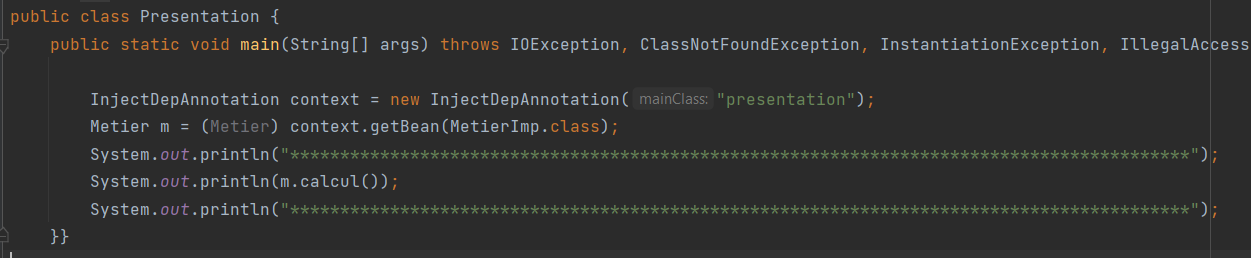 public class Presentation {
public static void main(String[] args) throws IOException, ClassNotFoundException, InstantiationException, IllegalAccess
InjectDepAnnotation context = new InjectDepAnnotation( mainClass: "presentation");
Metier m = (Metier) context.getBean(MetierImp.class);
System.out.println("******************************************************************************************");
System.out.println(m.calcul());
System.out.println("******************************************************************************************");
}}